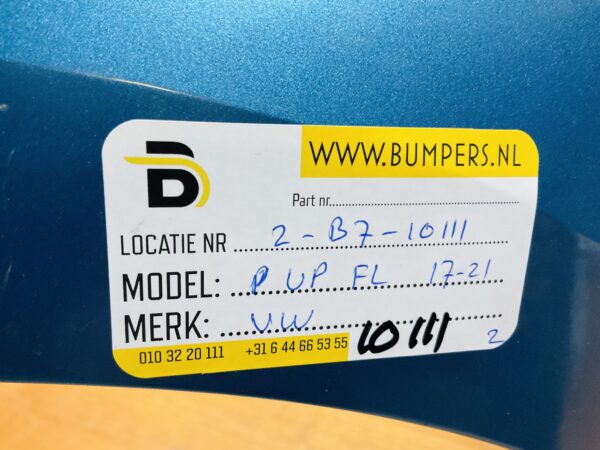 B
WWW.BUMPERS.NL
Part nr
LOCATIE NR 2-B7-10111
MODEL: UP FL 17-21
MERK: VW
010 32 20 111 +31 6 44 66 53 55 10111 2